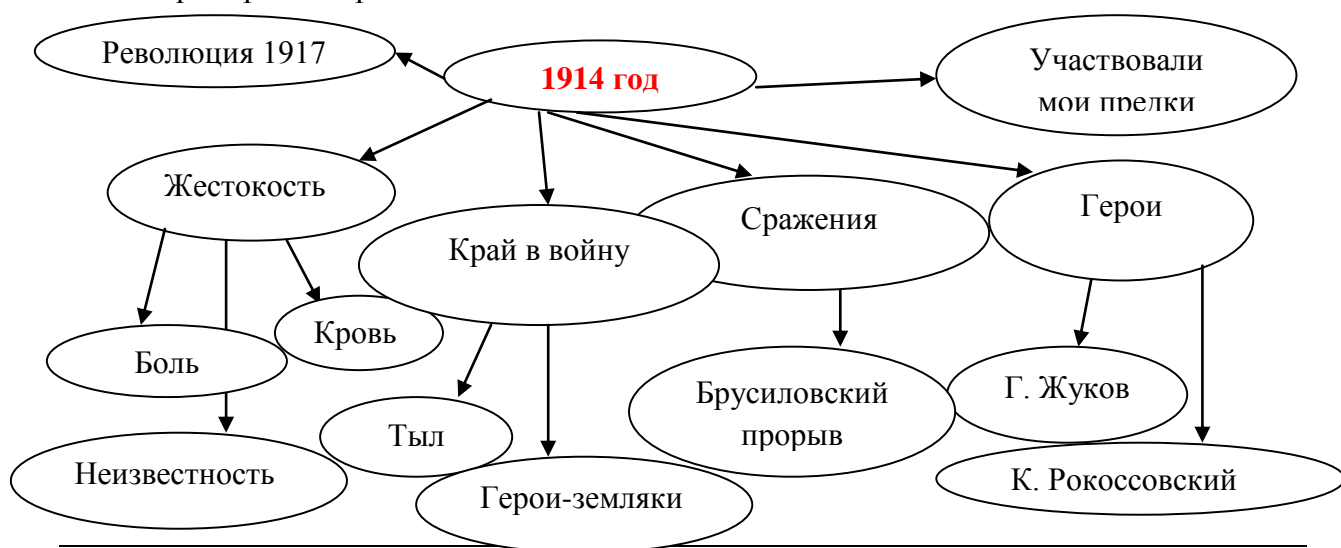 Революция 1917
1914 год
Участвовали
мои предки
Жестокость
Край в войну
Сражения
Герои
Боль
Кровь
Неизвестность
Тыл
Герои-земляки
Брусиловский
прорыв
Г. Жуков
К. Рокоссовский